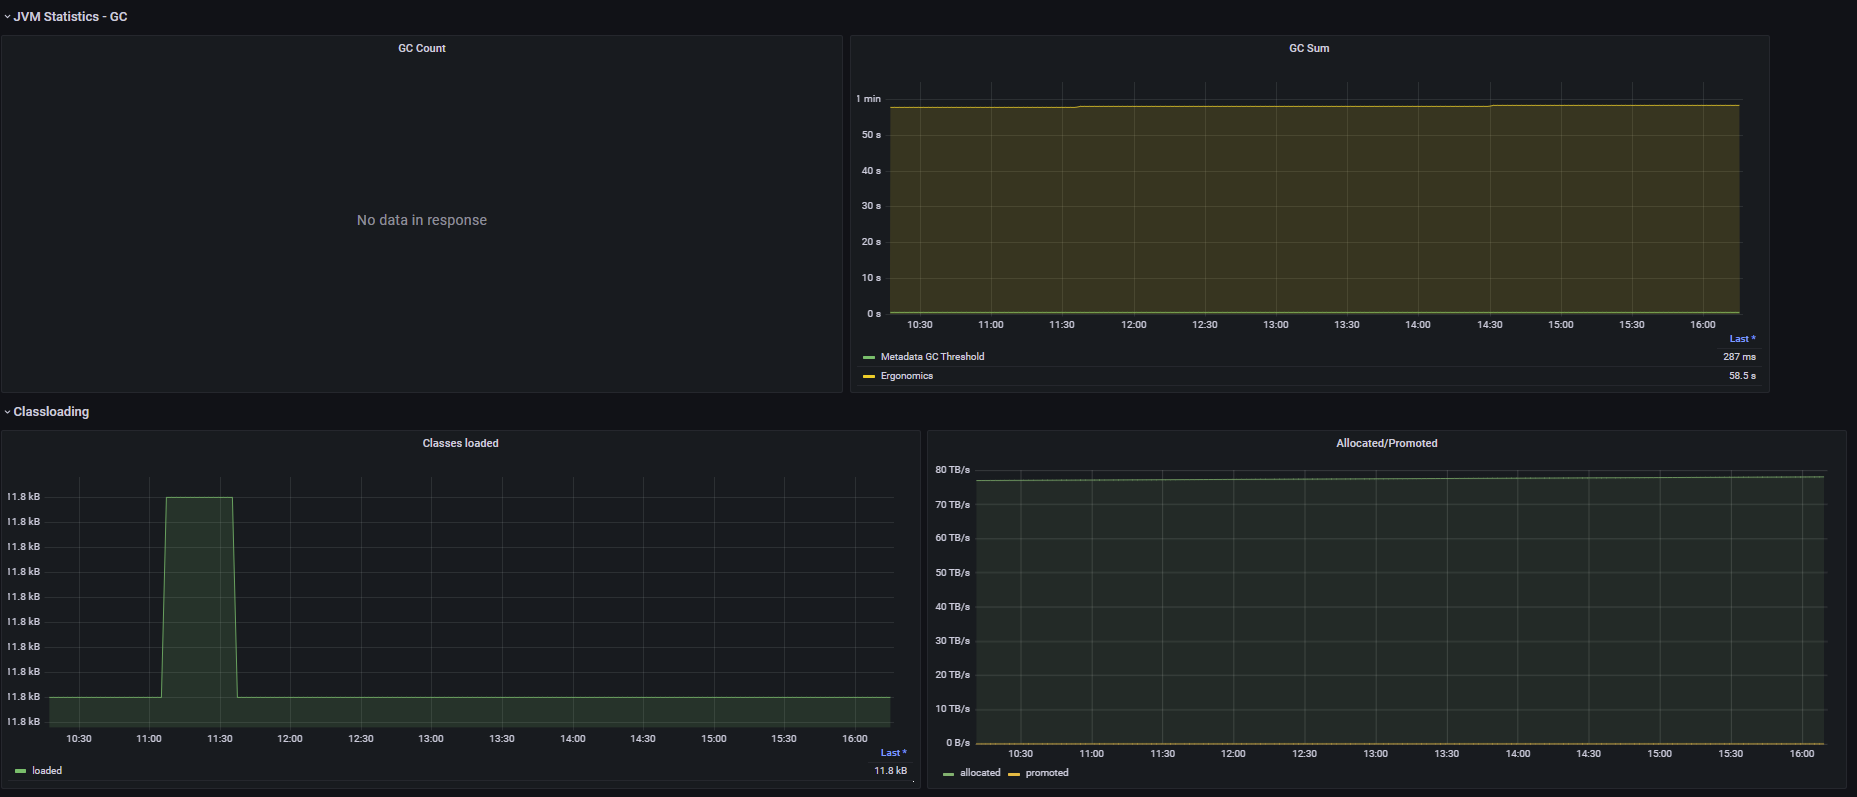 JVM Statistics - GC
GC Count
No data in response
GC Sum
1 min
50 s
40 s
30 s
20 s
10 s
0 s
10:30 11:00 11:30 12:00 12:30 13:00 13:30 14:00 14:30 15:00 15:30 16:00
Last *
Metadata GC Threshold 287 ms
Ergonomics 58.5 s
Classloading
Classes loaded
11.8 kB
11.8 kB
11.8 kB
11.8 kB
11.8 kB
11.8 kB
11.8 kB
11.8 kB
11.8 kB
11.8 kB
10:30 11:00 11:30 12:00 12:30 13:00 13:30 14:00 14:30 15:00 15:30 16:00
Last *
loaded 11.8 kB
Allocated/Promoted
80 TB/s
70 TB/s
60 TB/s
50 TB/s
40 TB/s
30 TB/s
20 TB/s
10 TB/s
0 B/s
10:30 11:00 11:30 12:00 12:30 13:00 13:30 14:00 14:30 15:00 15:30 16:00
allocated promoted